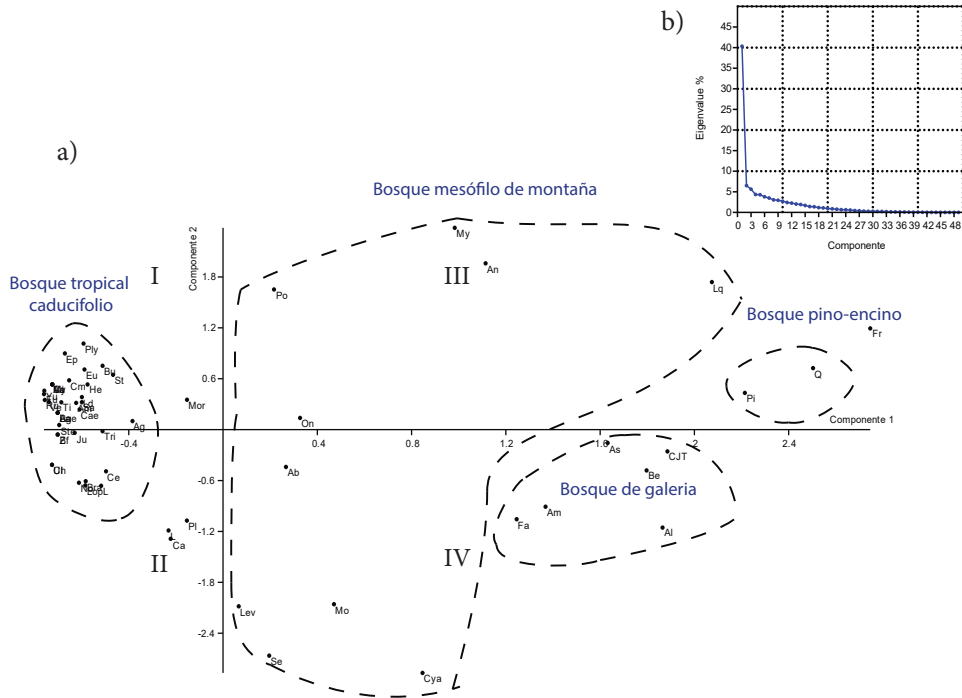 b)
45
40
35
30
25
20
15
10
5
0
Eigenvalue %
0 3 6 9 12 15 18 21 24 27 30 33 36 39 42 45 48
Componente
a)
Bosque mesófilo de montaña
Bosque tropical
caducifolio
Bosque pino-encino
Bosque de galeria
I
II
III
IV
Componente 2
Componente 1
1.8
1.2
0.6
-0.6
-1.2
-1.8
-2.4
-0.4
0.4
0.8
1.2
1.6
2.0
2.4
My
An
Po
Lq
Fr
Q
Pi
Ply
Ep
Eu
Bu
St
Cm
He
Mor
Cae
Ag
On
Ju
Tri
As
CJT
Be
Ab
Ce
Am
Fa
Al
Pl
Ca
Lev
Mo
Se
Cya